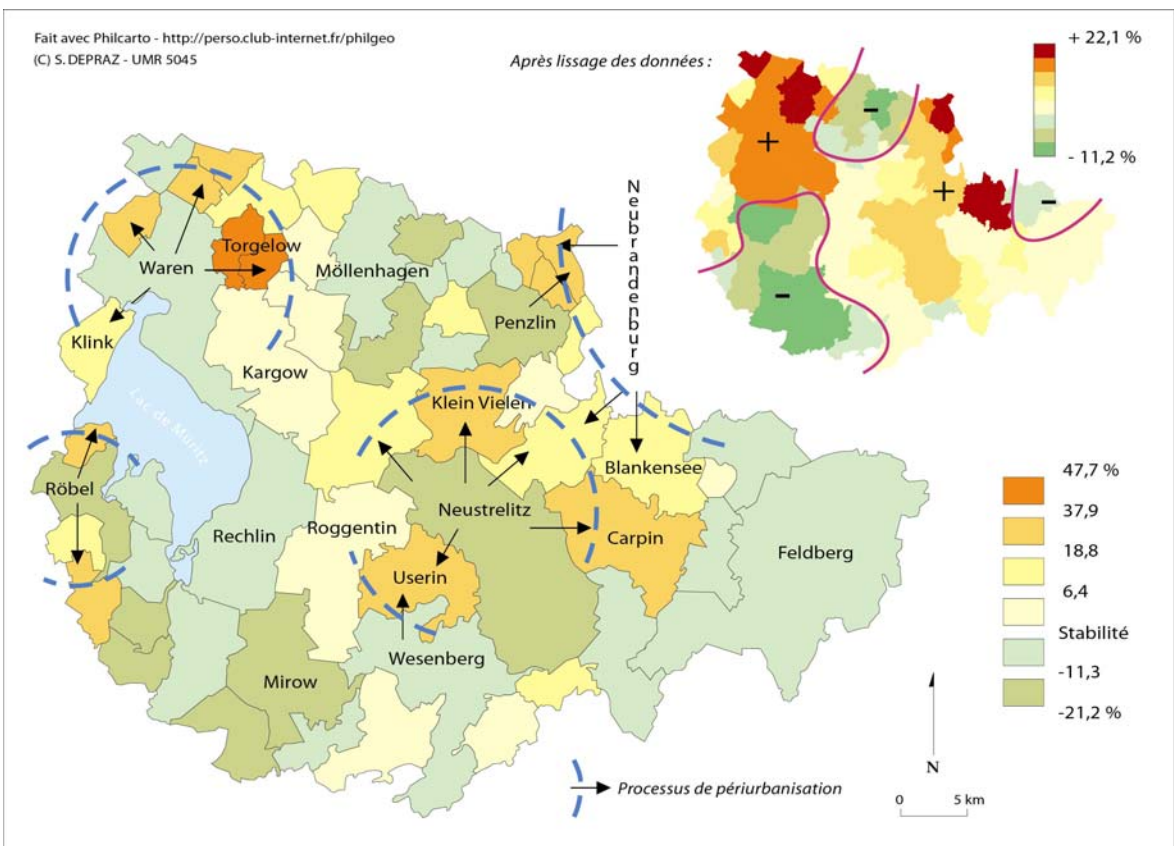 Fait avec Philcarto - http://perso.club-internet.fr/philgeo
(C) S. DEPRAZ - UMR 5045
Après lissage des données :
+ 22,1 %
- 11,2 %
+
-
+
-
-
Neubrandenburg
Torgelow
Waren
Möllenhagen
Penzlin
Klink
Kargow
Lac de Müritz
Klein Vielen
Blankensee
Röbel
Rechlin
Roggentin
Neustrelitz
Carpin
Feldberg
Userin
Wesenberg
Mirow
47,7 %
37,9
18,8
6,4
Stabilité
-11,3
-21,2 %
N
0 5 km
Processus de périurbanisation